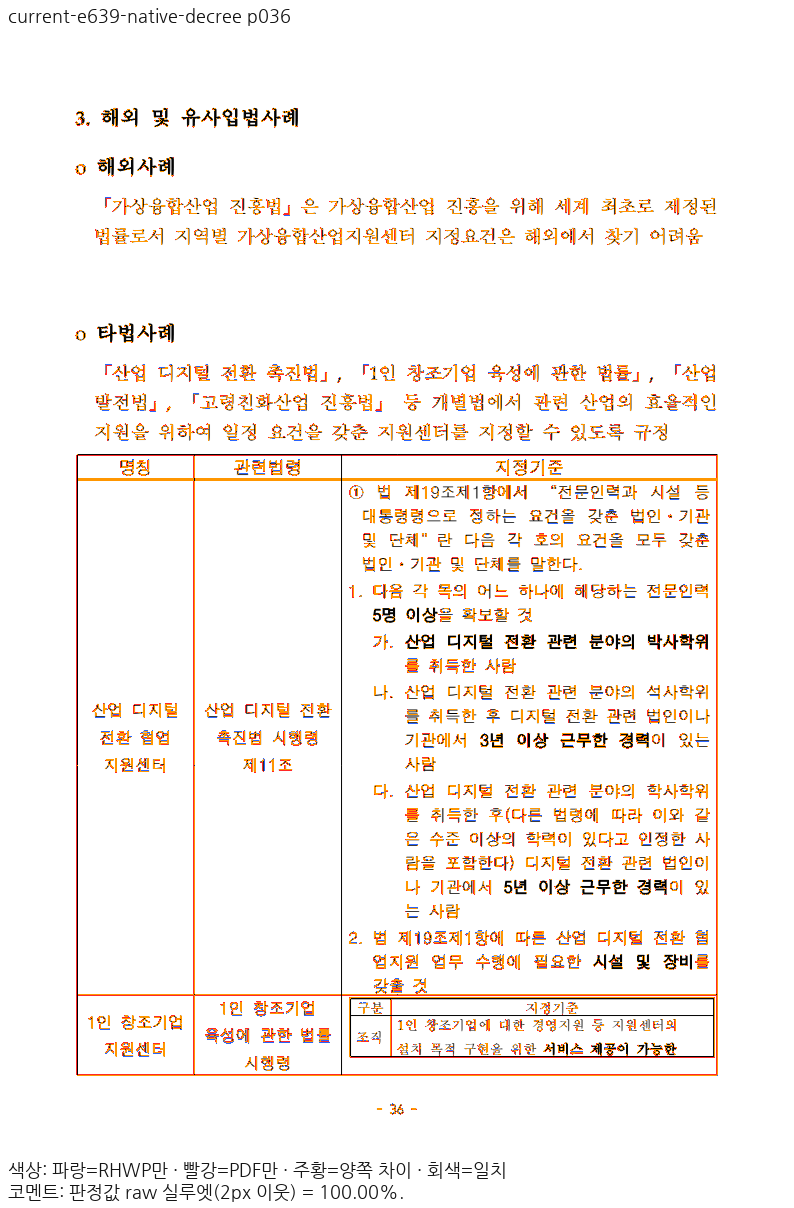 current-e639-native-decree p036
3. 해외 및 유사입법사례
o 해외사례
「가상융합산업 진흥법」은 가상융합산업 진흥을 위해 세계 최초로 제정된
법률로서 지역별 가상융합산업지원센터 지정요건은 해외에서 찾기 어려움
o 타법사례
「산업 디지털 전환 촉진법」, 「1인 창조기업 육성에 관한 법률」, 「산업
발전법」, 「고령친화산업 진흥법」 등 개별법에서 관련 산업의 효율적인
지원을 위하여 일정 요건을 갖춘 지원센터를 지정할 수 있도록 규정
명칭 관련법령 지정기준
① 법 제19조제1항에서 “전문인력과 시설 등
대통령령으로 정하는 요건을 갖춘 법인·기관
및 단체”란 다음 각 호의 요건을 모두 갖춘
법인·기관 및 단체를 말한다.
1. 다음 각 목의 어느 하나에 해당하는 전문인력
5명 이상을 확보할 것
가. 산업 디지털 전환 관련 분야의 박사학위
를 취득한 사람
나. 산업 디지털 전환 관련 분야의 석사학위
를 취득한 후 디지털 전환 관련 법인이나
기관에서 3년 이상 근무한 경력이 있는
사람
다. 산업 디지털 전환 관련 분야의 학사학위
를 취득한 후(다른 법령에 따라 이와 같
은 수준 이상의 학력이 있다고 인정한 사
람을 포함한다) 디지털 전환 관련 법인이
나 기관에서 5년 이상 근무한 경력이 있
는 사람
2. 법 제19조제1항에 따른 산업 디지털 전환 협
업지원 업무 수행에 필요한 시설 및 장비를
갖출 것
산업 디지털
전환 협업
지원센터
산업 디지털 전환
촉진법 시행령
제11조
1인 창조기업
지원센터
1인 창조기업
육성에 관한 법률
시행령
구분 지정기준
조직
1인 창조기업에 대한 경영지원 등 지원센터의
설치 목적 구현을 위한 서비스 제공이 가능한
- 36 -
색상: 파랑=RHWP만 · 빨강=PDF만 · 주황=양쪽 차이 · 회색=일치
코멘트: 판정값 raw 실루엣(2px 이웃) = 100.00%.